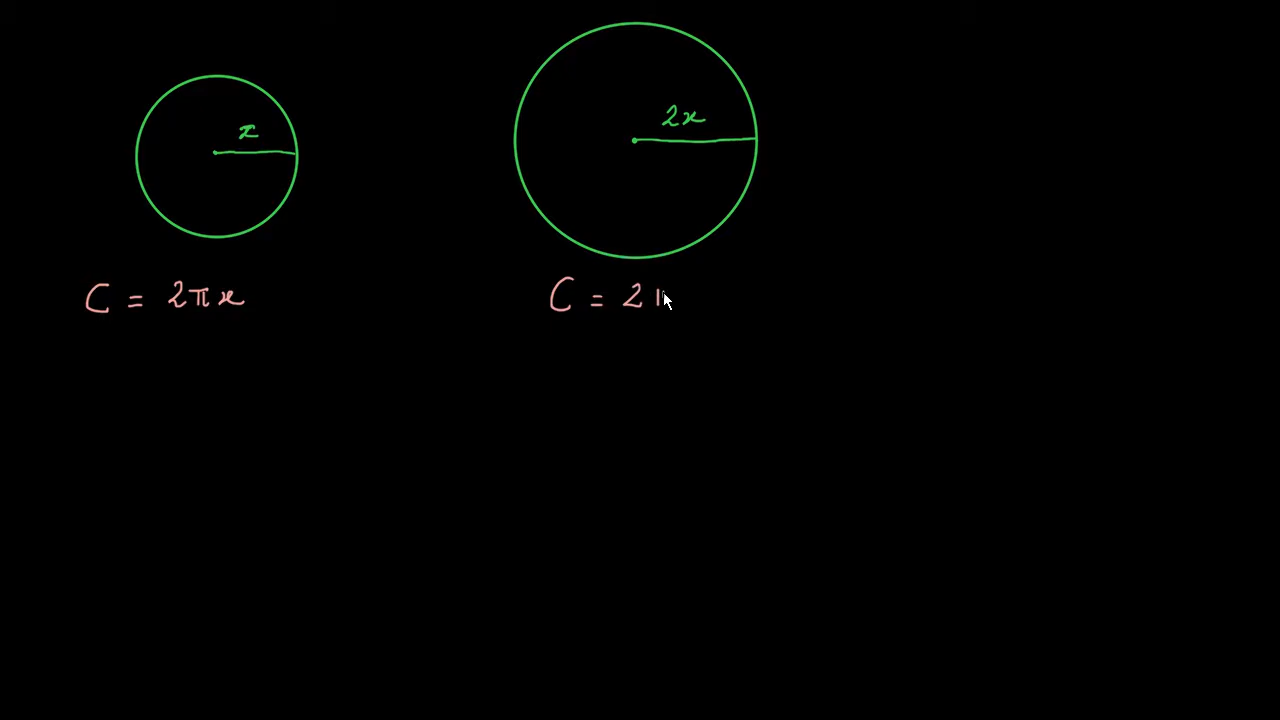 x
2x
C = 2πx
C = 2